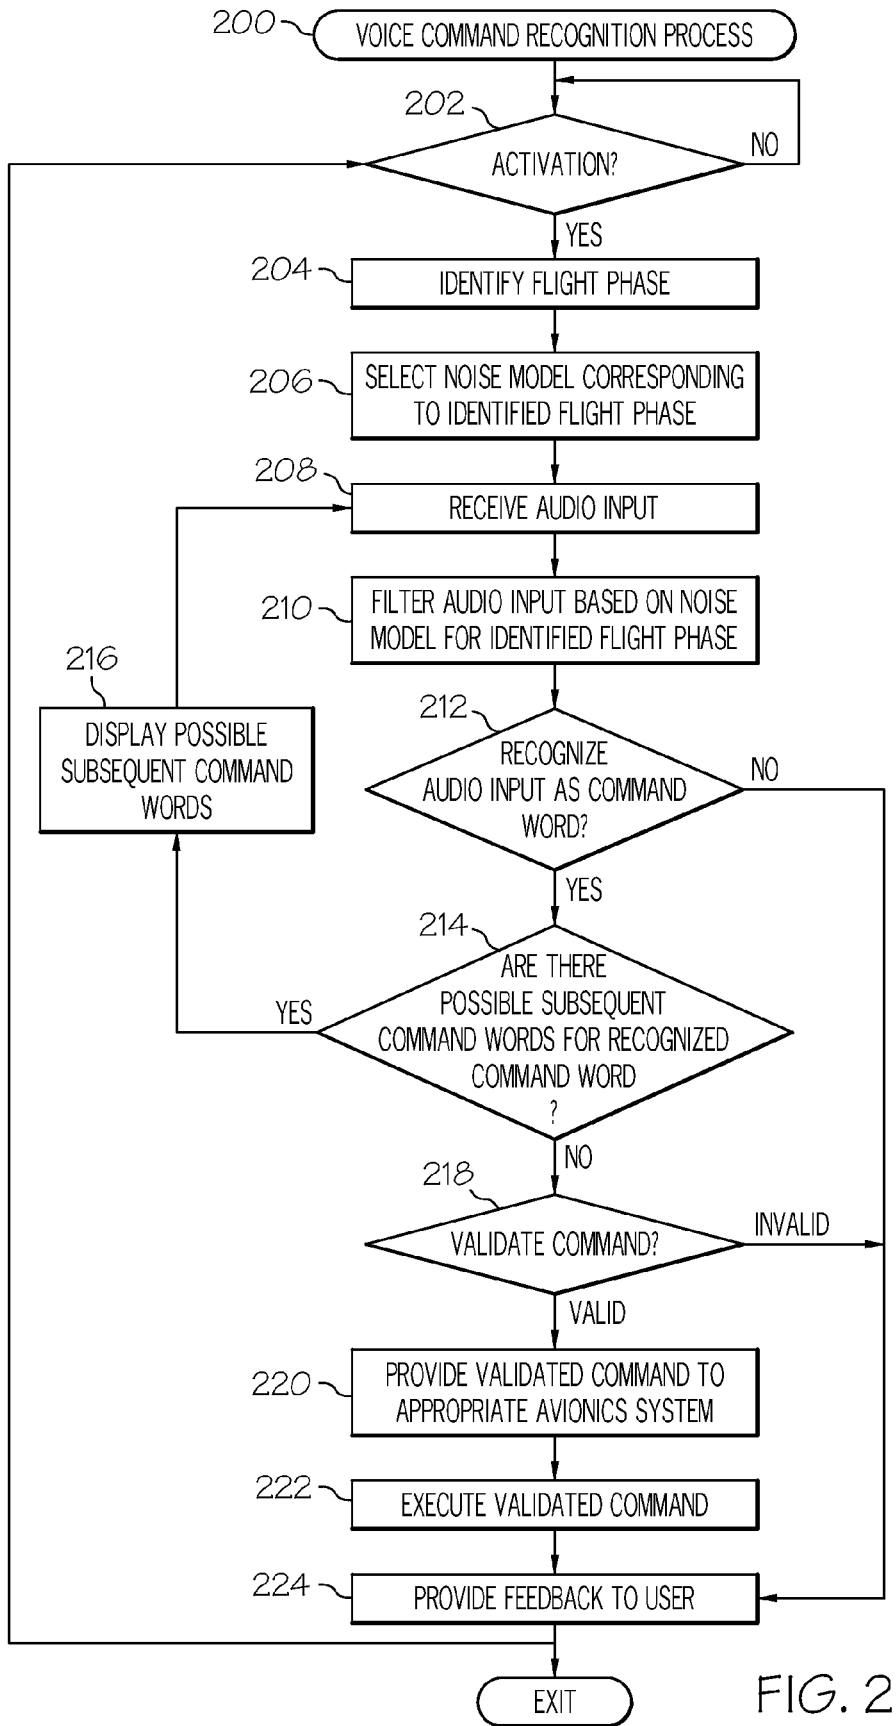 200
VOICE COMMAND RECOGNITION PROCESS
202
ACTIVATION?
NO
YES
204
IDENTIFY FLIGHT PHASE
206
SELECT NOISE MODEL CORRESPONDING
TO IDENTIFIED FLIGHT PHASE
208
RECEIVE AUDIO INPUT
210
FILTER AUDIO INPUT BASED ON NOISE
MODEL FOR IDENTIFIED FLIGHT PHASE
216
DISPLAY POSSIBLE
SUBSEQUENT COMMAND
WORDS
212
RECOGNIZE
AUDIO INPUT AS COMMAND
WORD?
NO
YES
214
ARE THERE
POSSIBLE SUBSEQUENT
COMMAND WORDS FOR RECOGNIZED
COMMAND WORD
?
YES
NO
218
VALIDATE COMMAND?
INVALID
VALID
220
PROVIDE VALIDATED COMMAND TO
APPROPRIATE AVIONICS SYSTEM
222
EXECUTE VALIDATED COMMAND
224
PROVIDE FEEDBACK TO USER
EXIT
FIG. 2